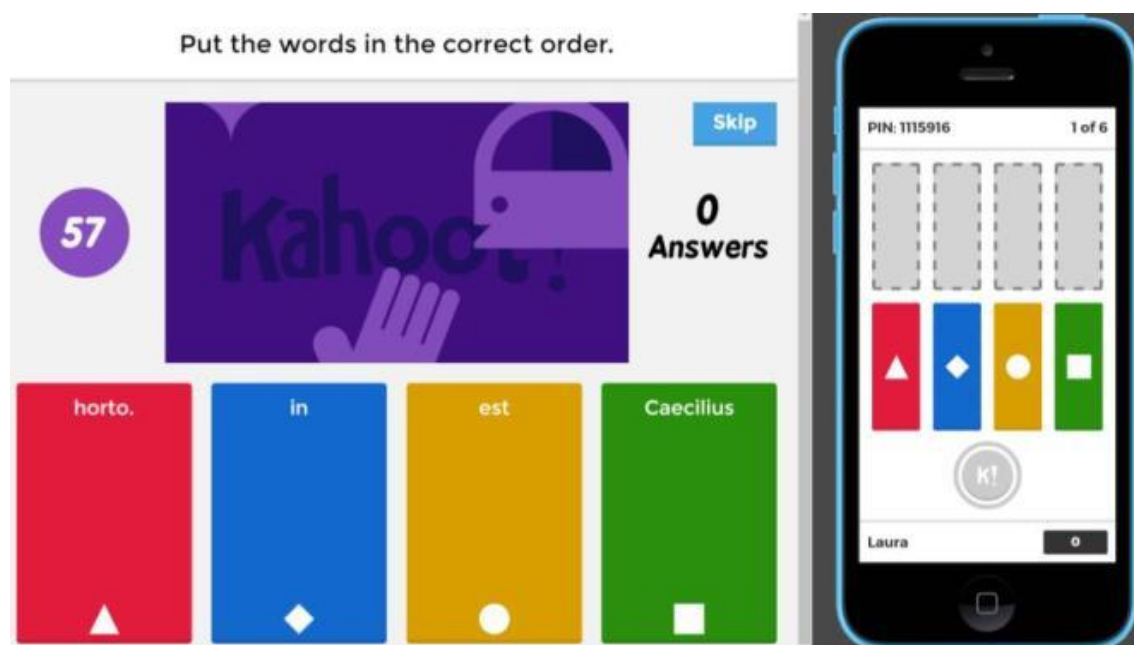 Put the words in the correct order.
57
Kahoot!
Skip
0
Answers
horto.
in
est
Caecilius
PIN: 1115916
1 of 6
K!
Laura
0